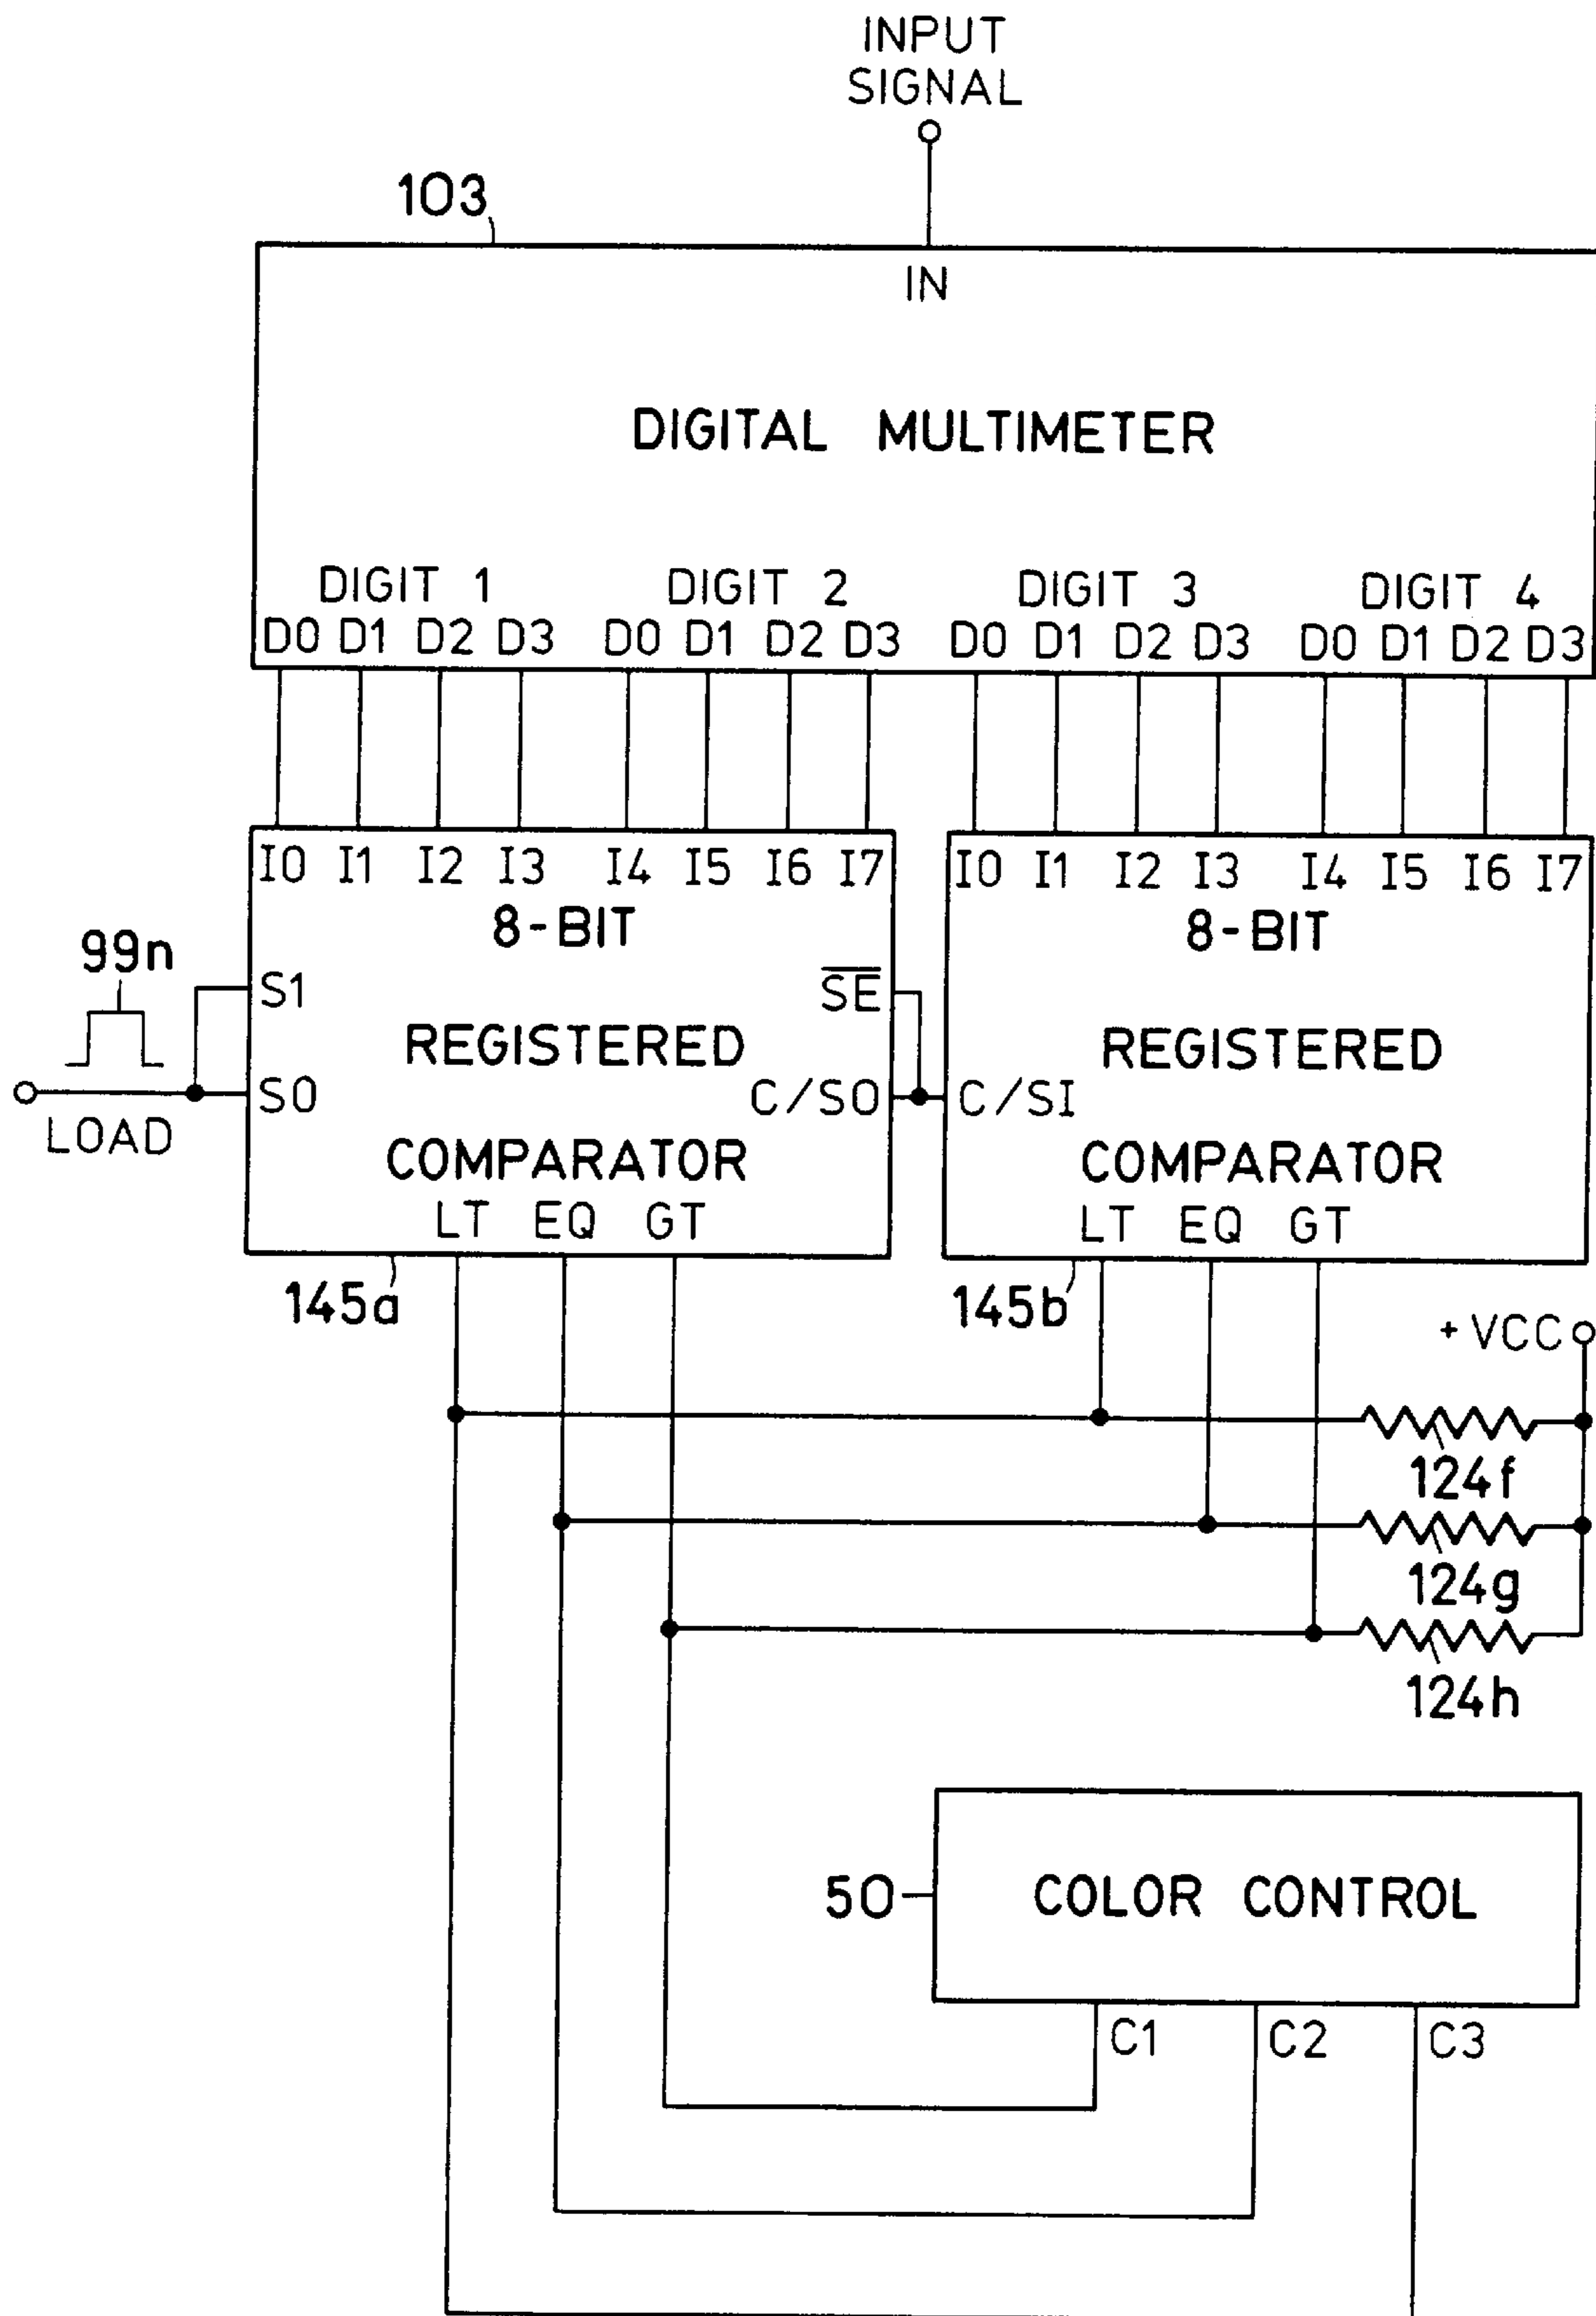 INPUT
SIGNAL
103
IN
DIGITAL MULTIMETER
DIGIT 1 DIGIT 2 DIGIT 3 DIGIT 4
D0 D1 D2 D3 D0 D1 D2 D3 D0 D1 D2 D3 D0 D1 D2 D3
I0 I1 I2 I3 I4 I5 I6 I7 I0 I1 I2 I3 I4 I5 I6 I7
8-BIT 8-BIT
99n
S1 SE
REGISTERED REGISTERED
S0 C/SO C/SI
LOAD
COMPARATOR COMPARATOR
LT EQ GT LT EQ GT
145a 145b
+VCC
124f
124g
124h
50 COLOR CONTROL
C1 C2 C3